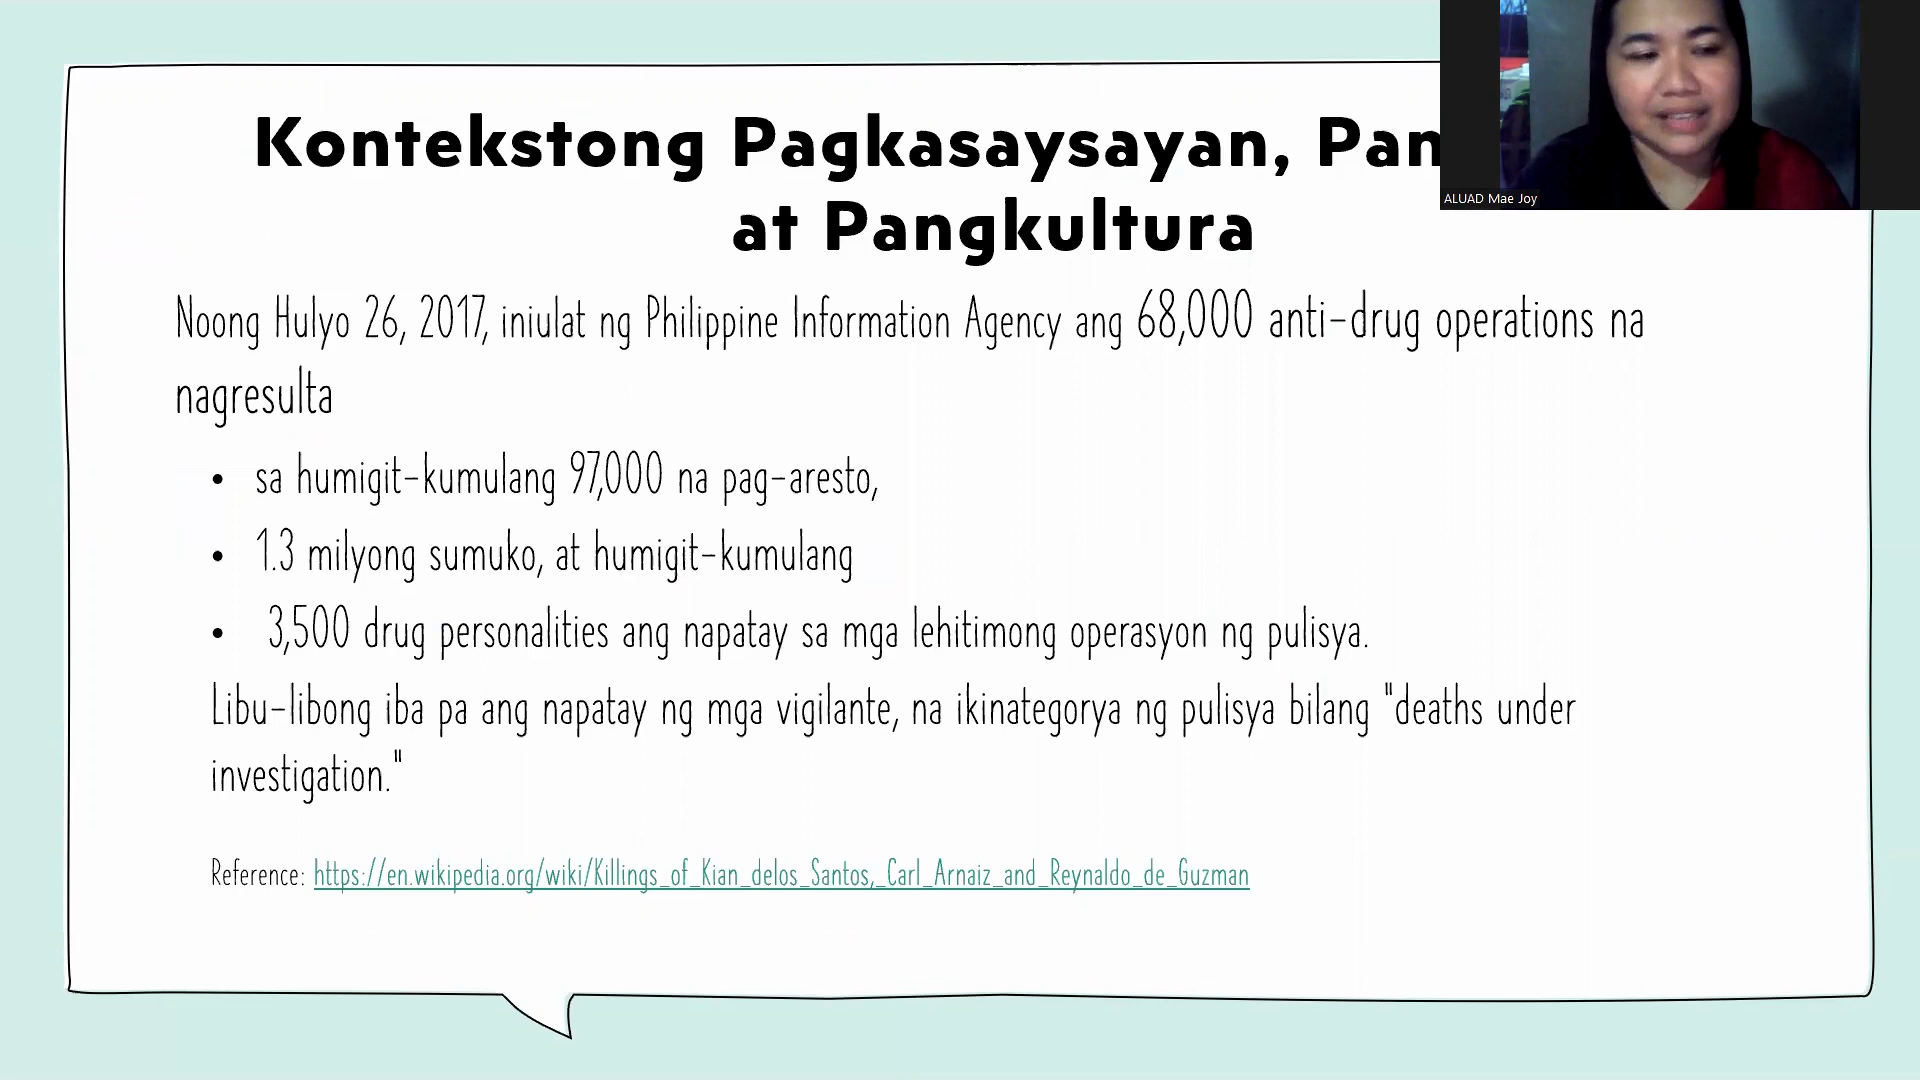 Kontekstong Pagkasaysayan, Pan
at Pangkultura
ALUAD Mae Joy
Noong Hulyo 26, 2017, iniulat ng Philippine Information Agency ang 68,000 anti-drug operations na
nagresulta
• sa humigit-kumulang 97,000 na pag-aresto,
• 1.3 milyong sumuko, at humigit-kumulang
• 3,500 drug personalities ang napatay sa mga lehitimong operasyon ng pulisya.
Libu-libong iba pa ang napatay ng mga vigilante, na ikinategorya ng pulisya bilang "deaths under
investigation."
Reference: https://en.wikipedia.org/wiki/Killings_of_Kian_delos_Santos,_Carl_Arnaiz_and_Reynaldo_de_Guzman